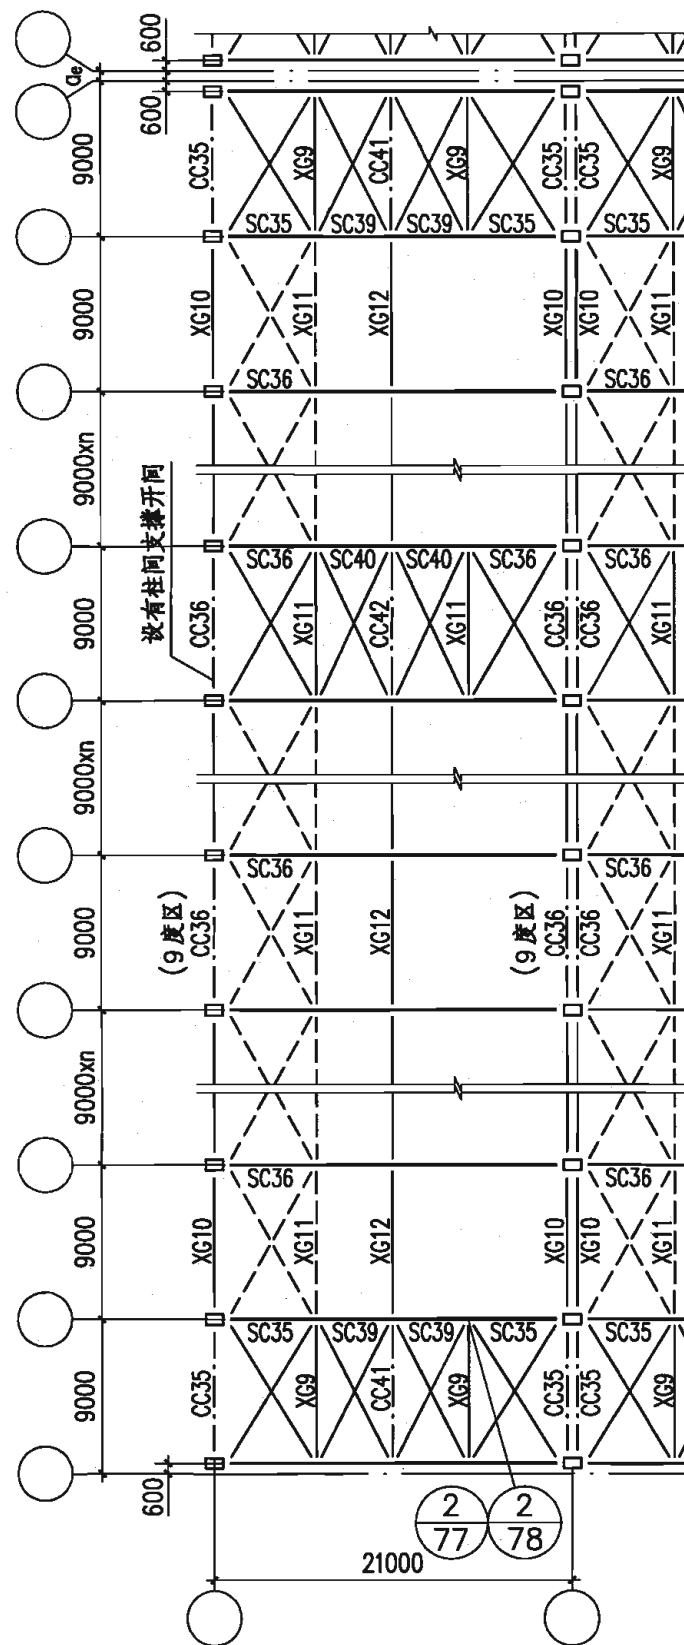 600
ae
600
9000
CC35
XG9
CC41
XG9
CC35
CC35
XG9
SC35
SC39
SC39
SC35
SC35
9000
XG10
XG11
XG12
XG10
XG10
XG11
SC36
SC36
9000xn
设有柱间支撑开间
SC36
SC40
SC40
SC36
SC36
9000
CC36
XG11
CC42
XG11
CC36
CC36
XG11
9000xn
SC36
SC36
9000
(9度区)
CC36
XG11
XG12
(9度区)
CC36
CC36
XG11
9000xn
SC36
SC36
9000
XG10
XG11
XG12
XG10
XG10
XG11
SC35
SC39
SC39
SC35
SC35
9000
CC35
XG9
CC41
XG9
CC35
CC35
XG9
600
2
77
2
78
21000